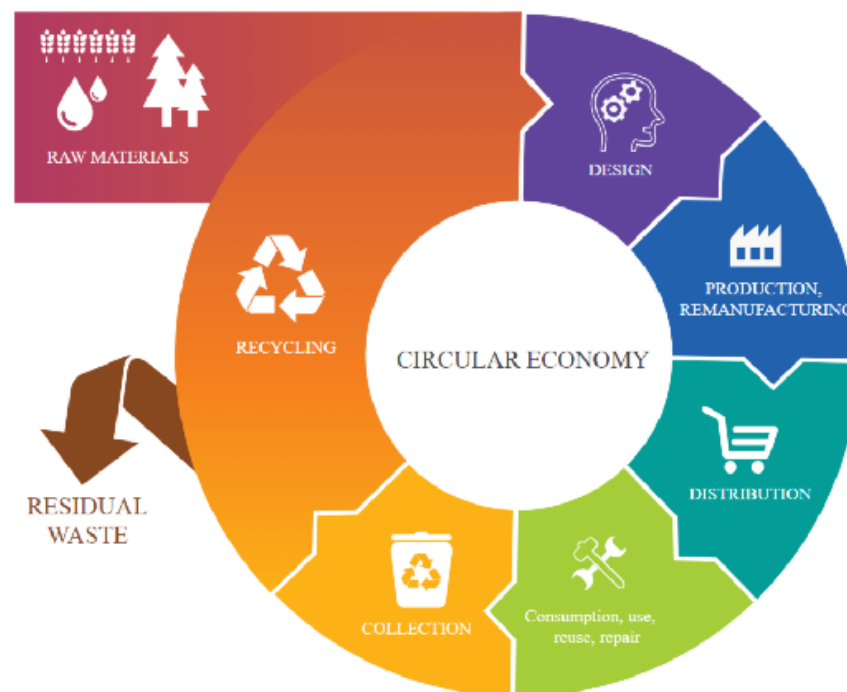 RAW MATERIALS
DESIGN
PRODUCTION,
REMANUFACTURING
RECYCLING
CIRCULAR ECONOMY
DISTRIBUTION
RESIDUAL
WASTE
Consumption, use,
reuse, repair
COLLECTION